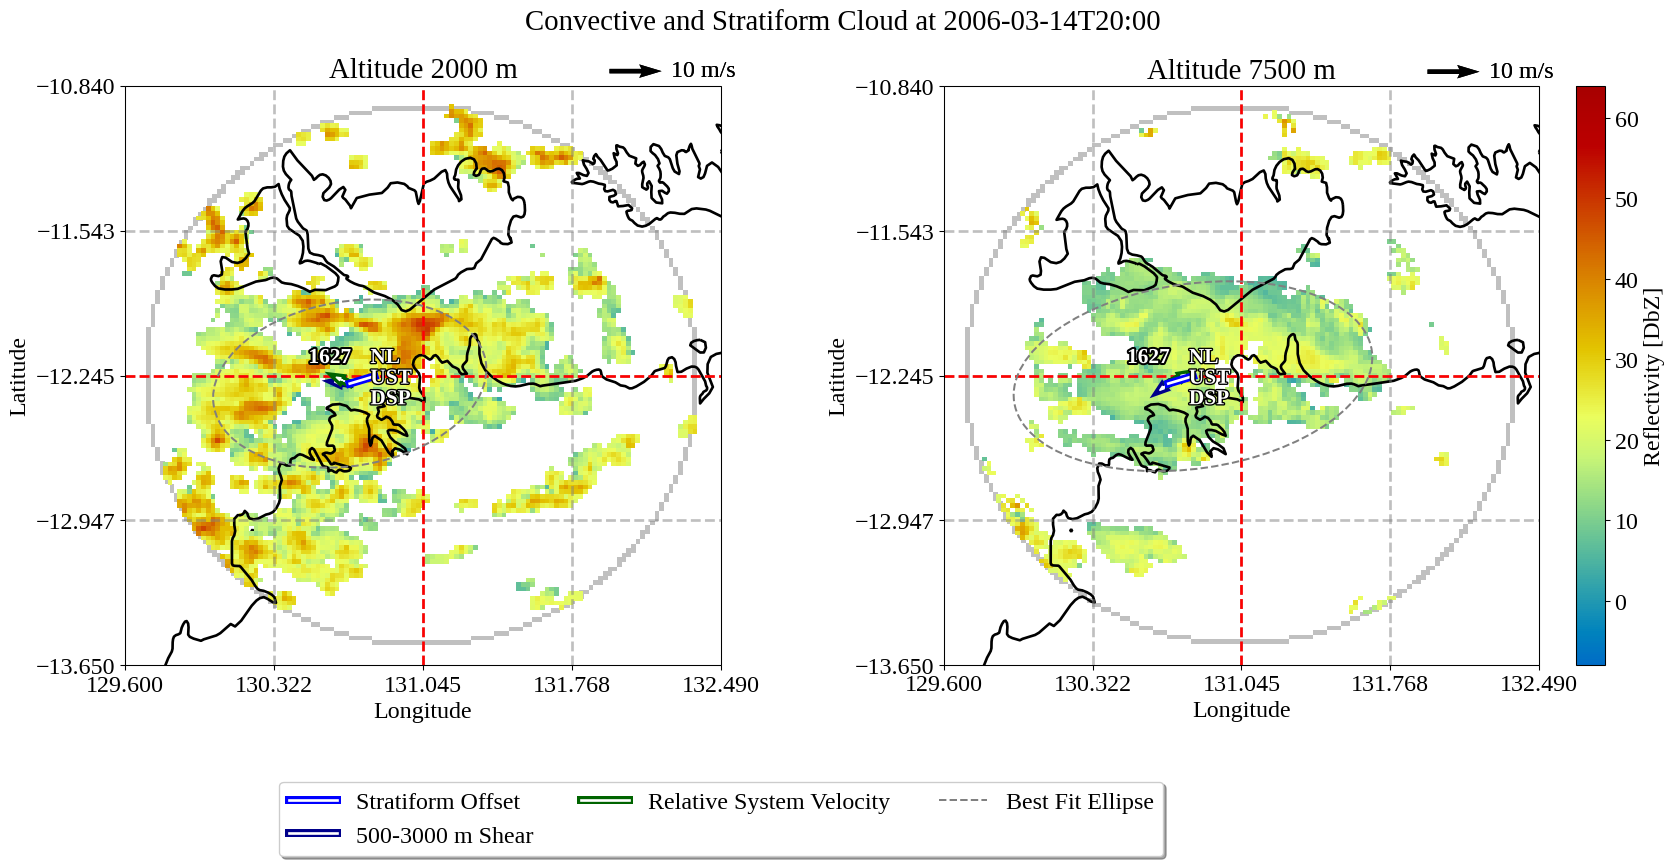 Convective and Stratiform Cloud at 2006-03-14T20:00
Altitude 2000 m
10 m/s
Altitude 7500 m
10 m/s
−10.840
−11.543
−12.245
−12.947
−13.650
Latitude
1627
NL
UST
DSP
129.600
130.322
131.045
131.768
132.490
Longitude
−10.840
−11.543
−12.245
−12.947
−13.650
Latitude
1627
NL
UST
DSP
129.600
130.322
131.045
131.768
132.490
Longitude
60
50
40
30
20
10
0
Reflectivity [DbZ]
Stratiform Offset
500-3000 m Shear
Relative System Velocity
Best Fit Ellipse